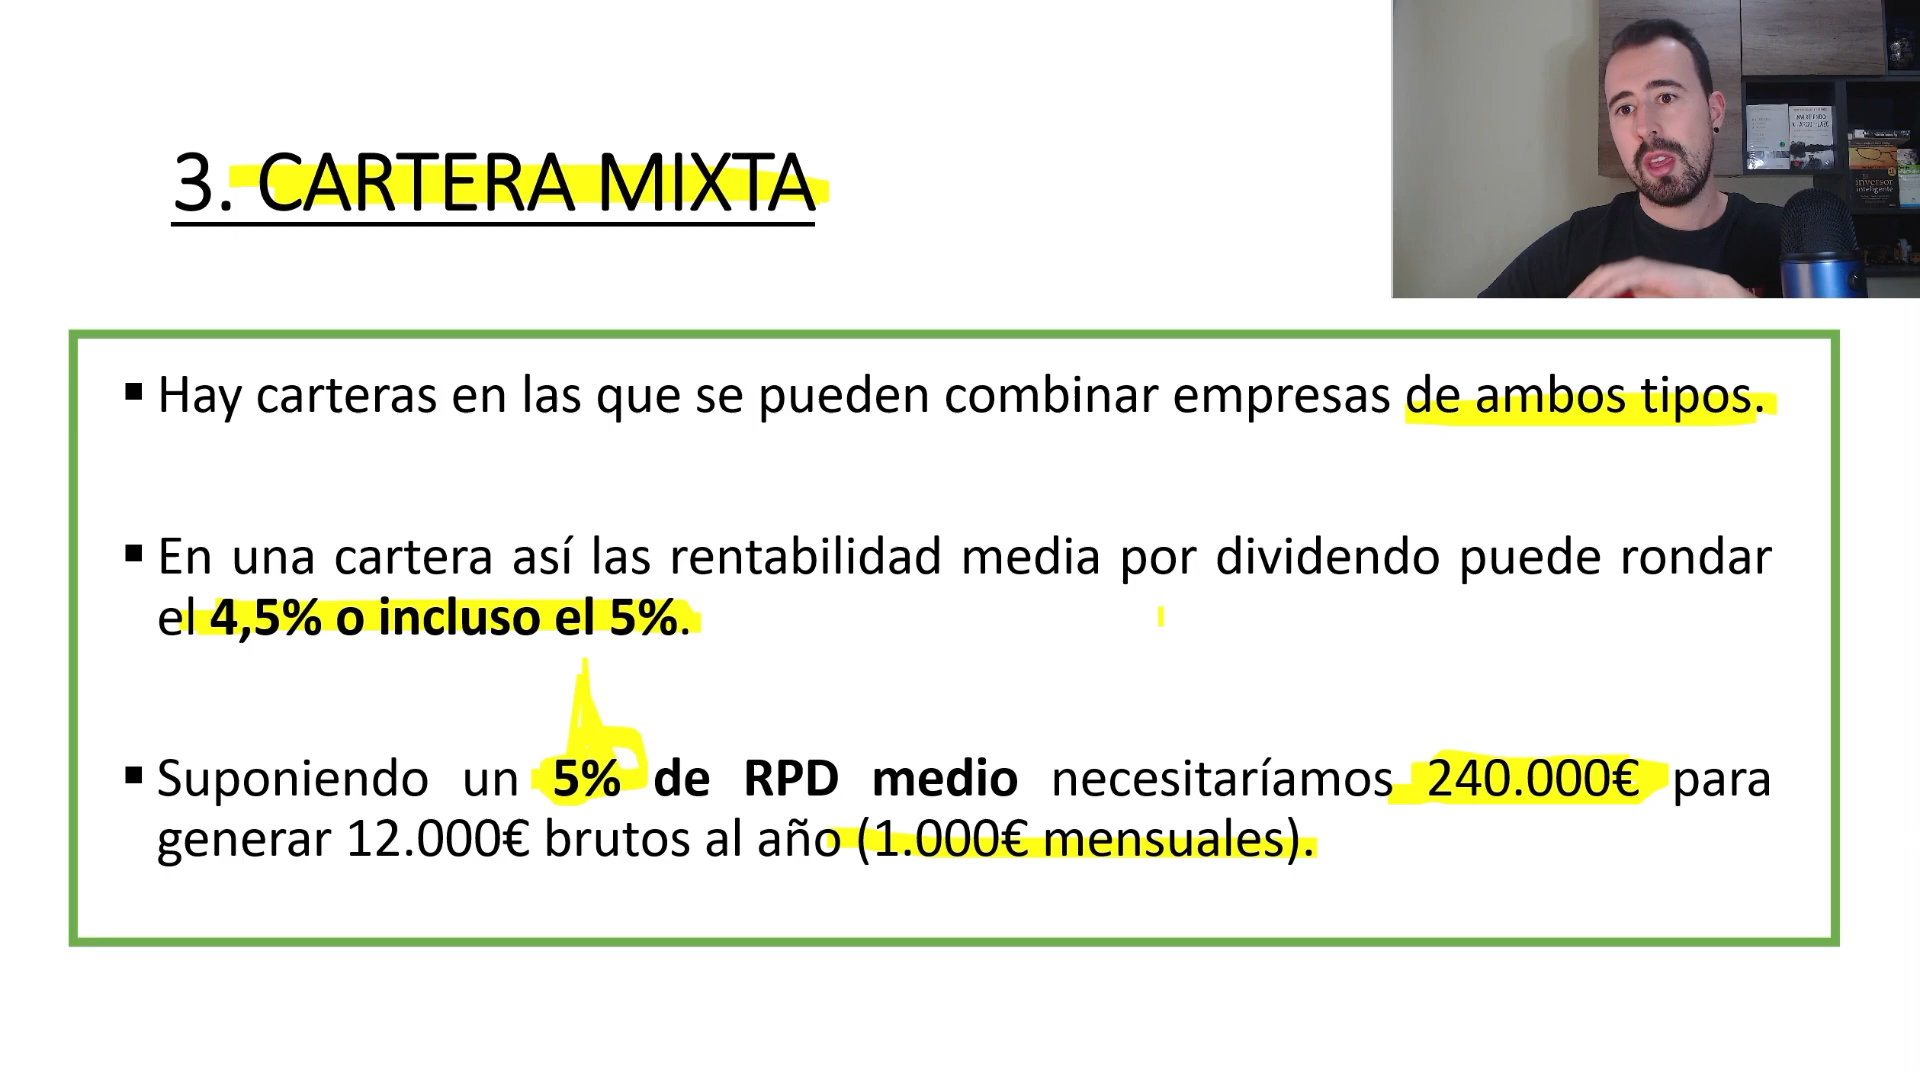 3. CARTERA MIXTA
inversor
inteligente
▪ Hay carteras en las que se pueden combinar empresas de ambos tipos.
▪ En una cartera así las rentabilidad media por dividendo puede rondar
el 4,5% o incluso el 5%.
▪ Suponiendo un 5% de RPD medio necesitaríamos 240.000€ para
generar 12.000€ brutos al año (1.000€ mensuales).